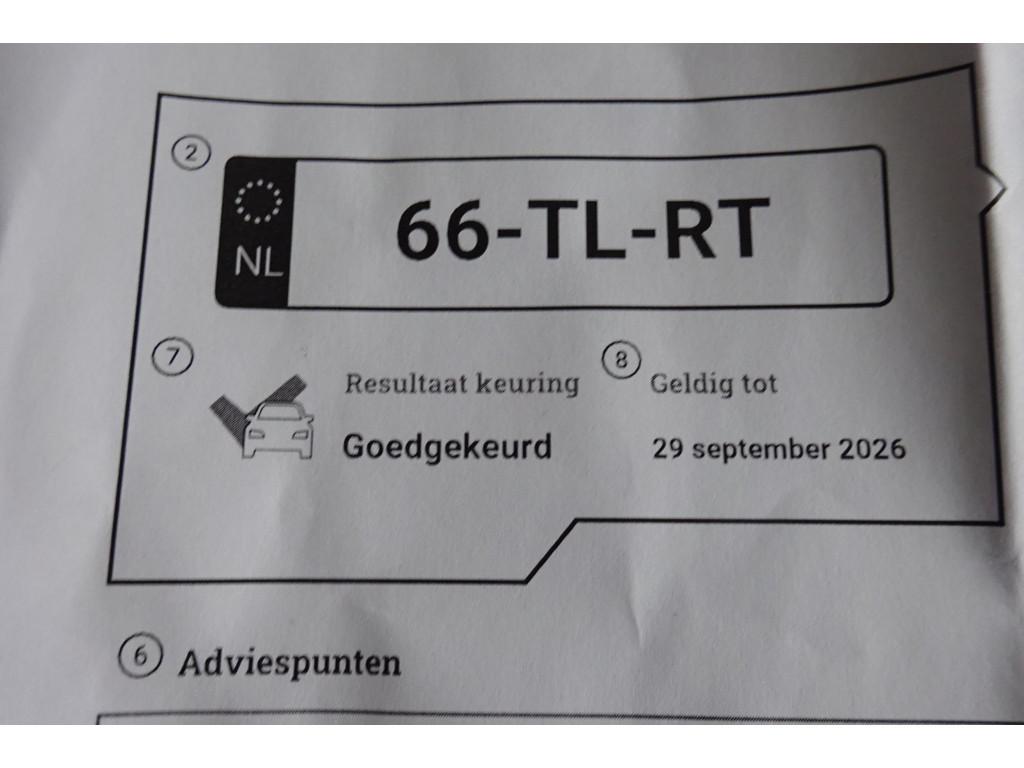 2
NL
66-TL-RT
7
Resultaat keuring
8
Geldig tot
Goedgekeurd
29 september 2026
6
Adviespunten